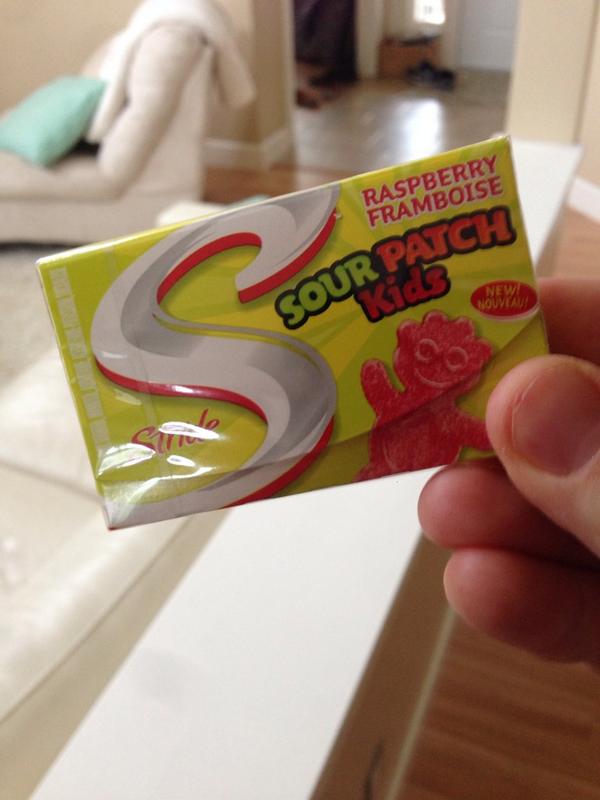 RASPBERRY
FRAMBOISE
SOUR PATCH
Kids
NEW!
NOUVEAU!
S
Stride